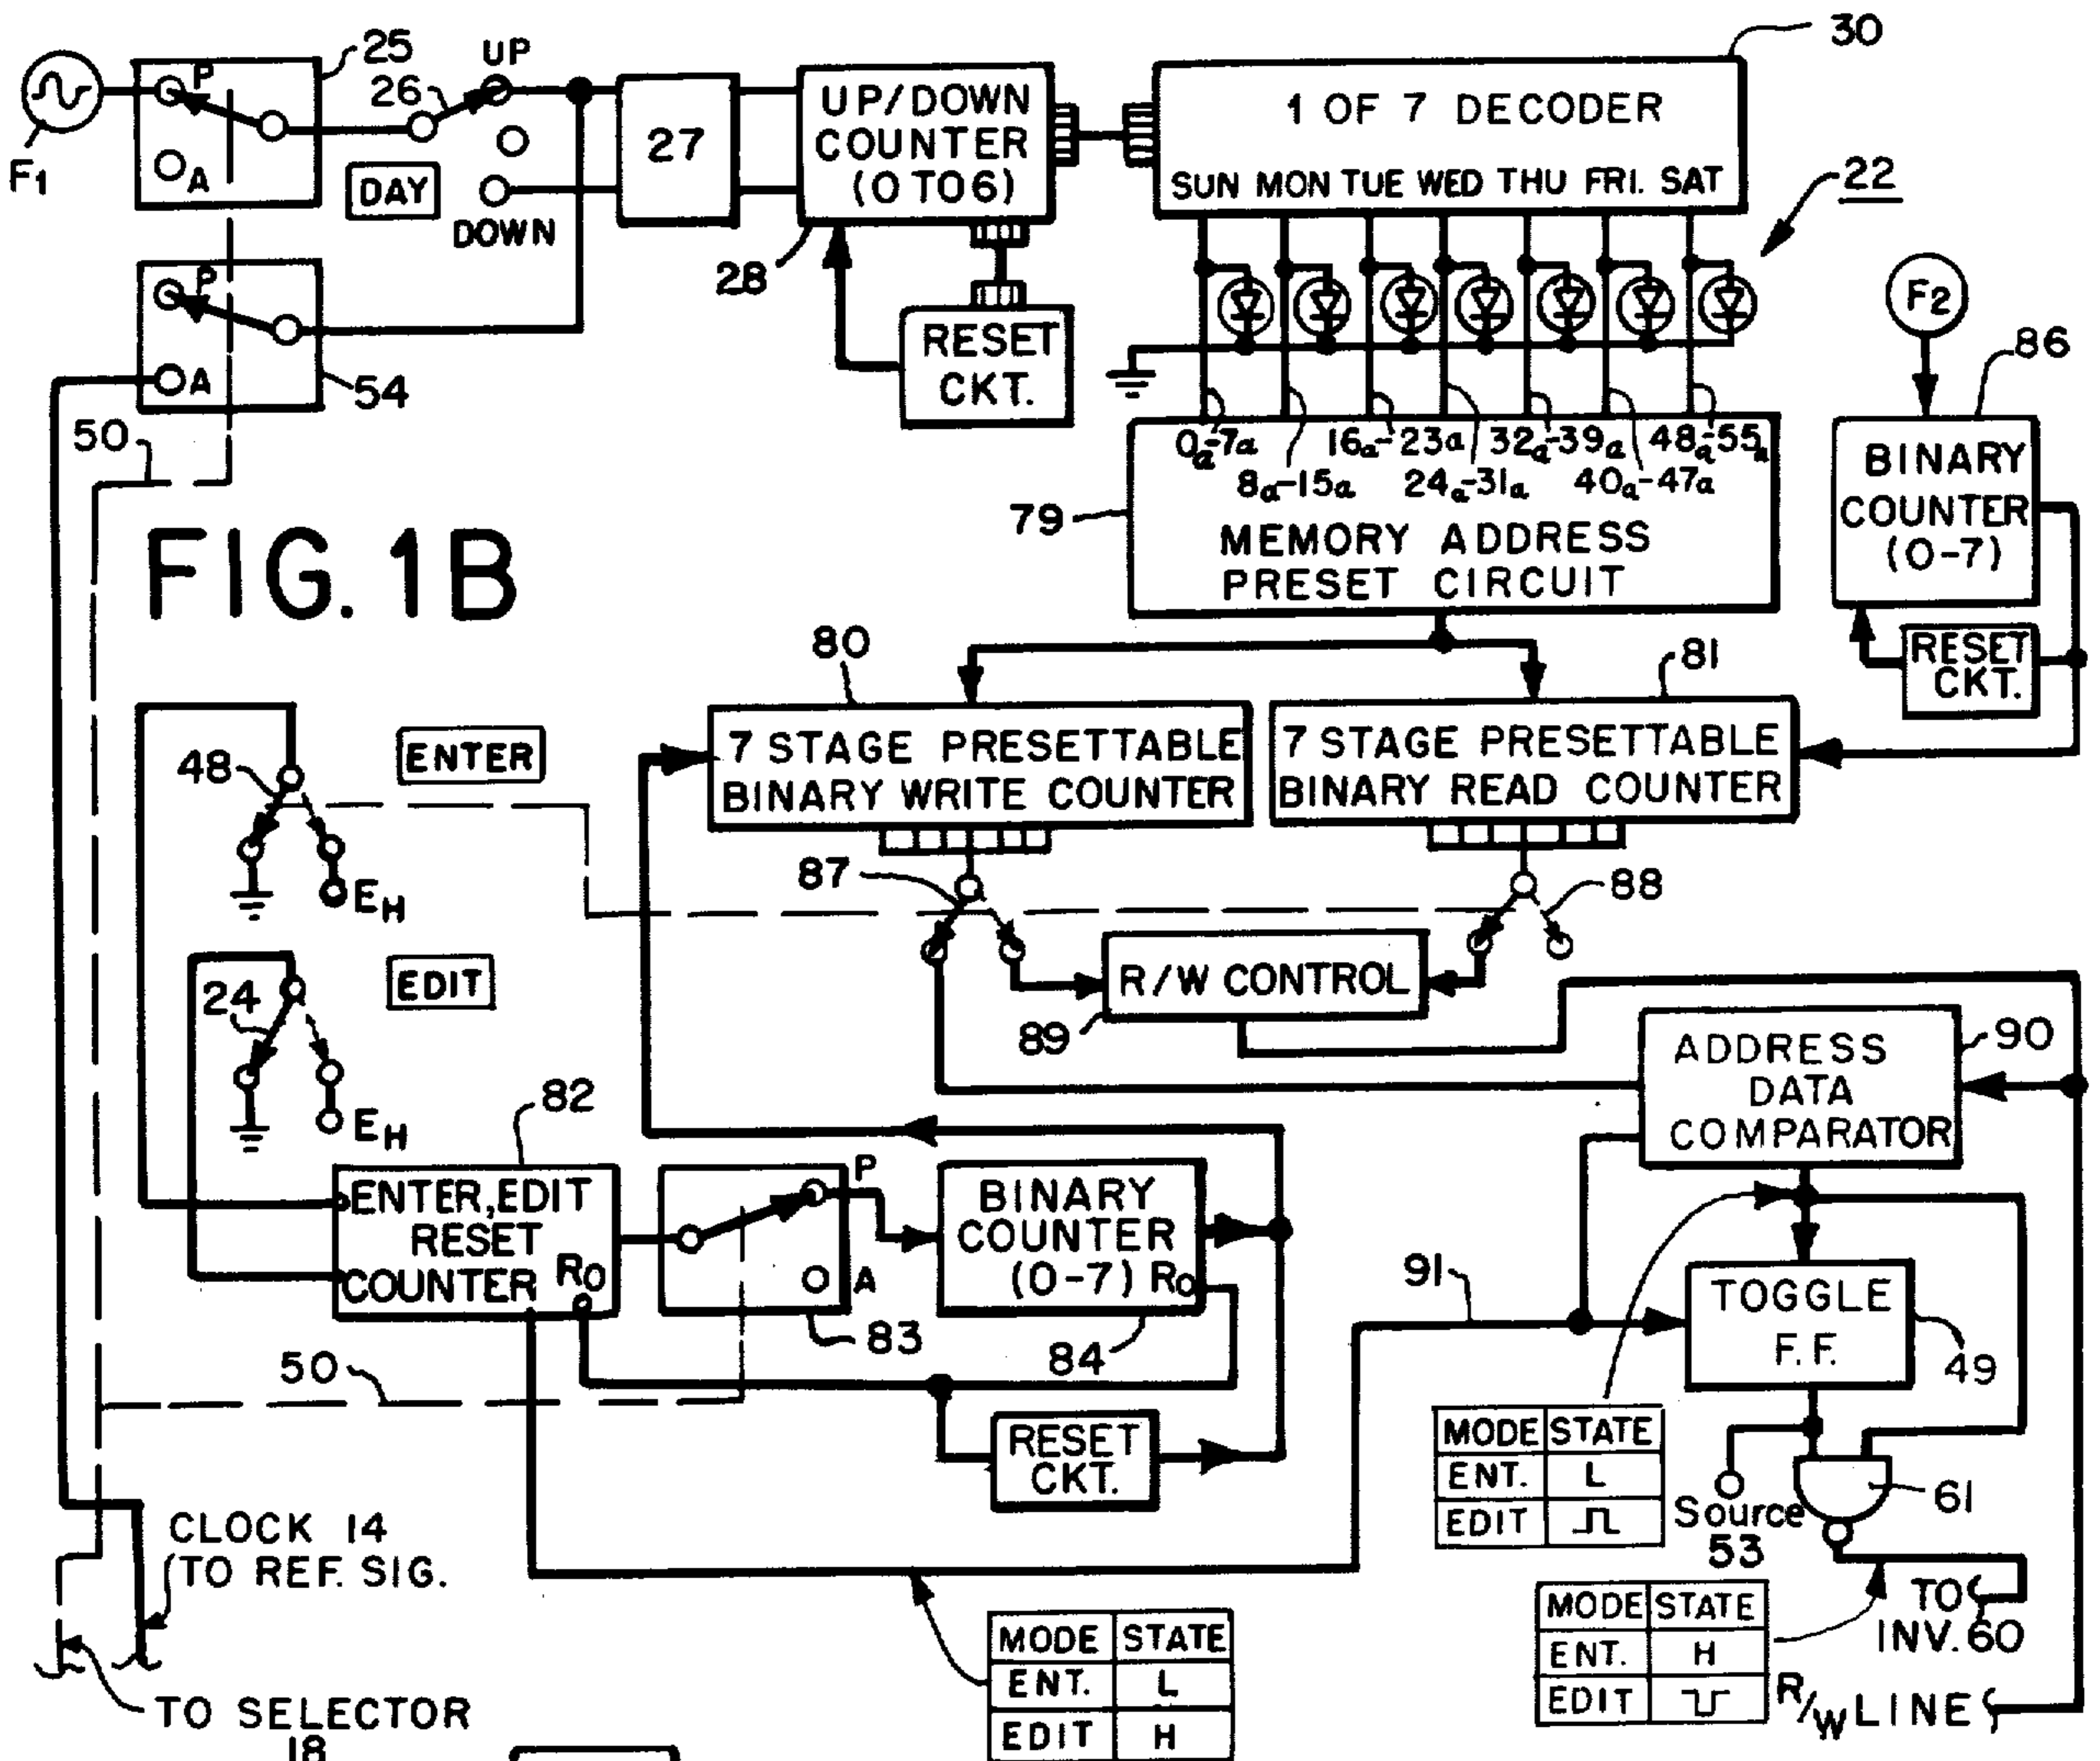 30
25
UP
P
26
UP/DOWN
COUNTER
(0 TO 6)
1 OF 7 DECODER
27
F1
A
DAY
SUN MON TUE WED THU FRI. SAT
22
DOWN
28
P
F2
RESET
CKT.
86
A
54
50
0a-7a
16a-23a
32a-39a
48a-55a
8a-15a
24a-31a
40a-47a
BINARY
COUNTER
(0-7)
79
MEMORY ADDRESS
PRESET CIRCUIT
FIG. 1B
80
81
RESET
CKT.
ENTER
48
7 STAGE PRESETTABLE
BINARY WRITE COUNTER
7 STAGE PRESETTABLE
BINARY READ COUNTER
87
88
EH
EDIT
24
R/W CONTROL
89
90
ADDRESS
DATA
COMPARATOR
82
EH
P
ENTER, EDIT
RESET
COUNTER RO
BINARY
COUNTER
(0-7) RO
A
83
84
91
TOGGLE
F.F.
49
50
RESET
CKT.
MODE STATE
ENT. L
EDIT
Source
53
61
CLOCK 14
TO REF. SIG.
TO
INV. 60
MODE STATE
ENT. H
EDIT
MODE STATE
ENT. L
EDIT H
R/W LINE
TO SELECTOR
18